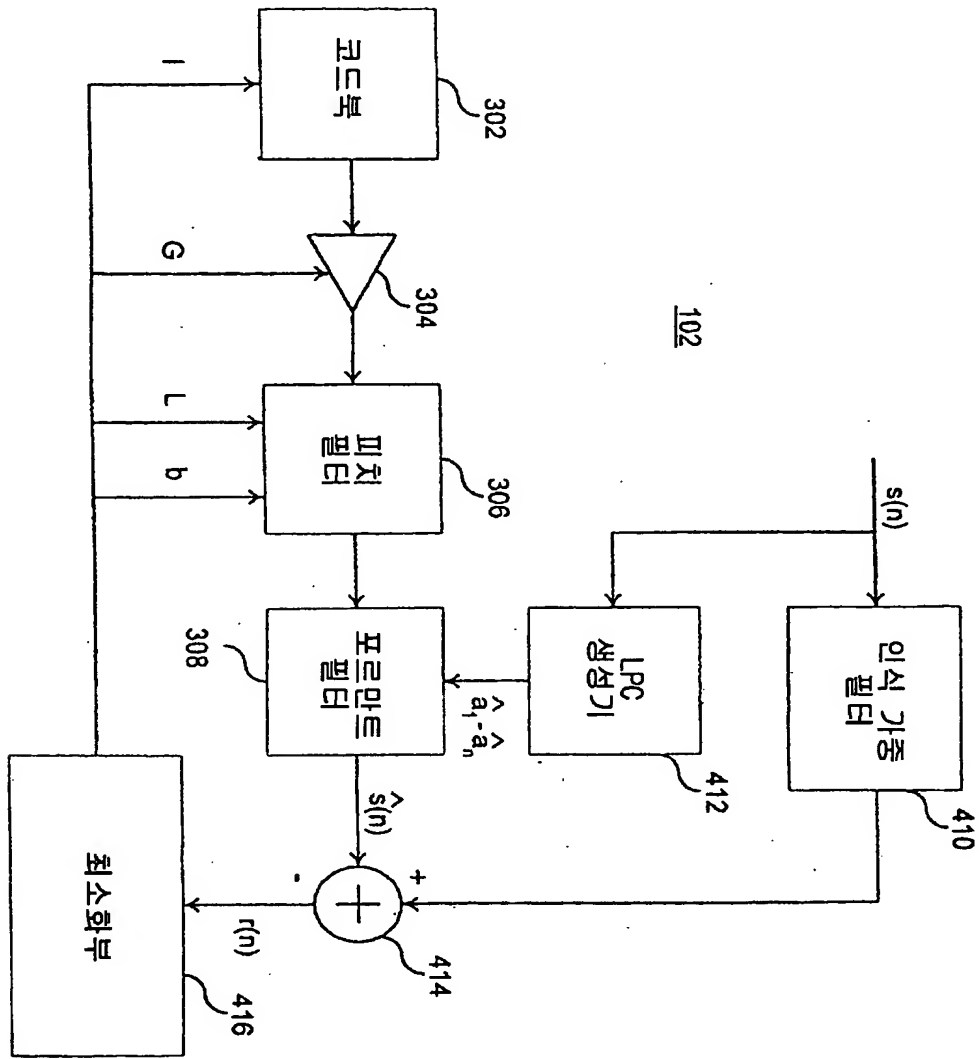 s(n)
인식 가중
필터
410
102
LPC
생성기
412
â₁-âₙ
302
코드북
304
306
피치
필터
포르만트
필터
308
ŝ(n)
+
-
414
r(n)
I
G
L
b
최소화부
416